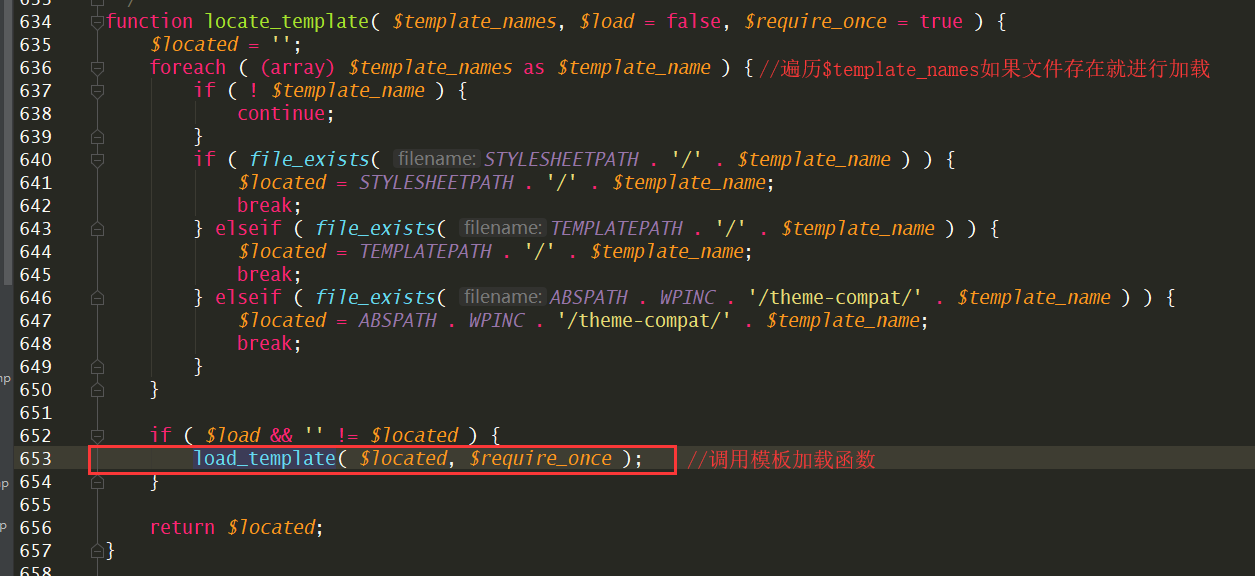 634 function locate_template( $template_names, $load = false, $require_once = true ) {
635 $located = '';
636 foreach ( (array) $template_names as $template_name ) { //遍历$template_names如果文件存在就进行加载
637 if ( ! $template_name ) {
638 continue;
639 }
640 if ( file_exists( filename: STYLESHEETPATH . '/' . $template_name ) ) {
641 $located = STYLESHEETPATH . '/' . $template_name;
642 break;
643 } elseif ( file_exists( filename: TEMPLATEPATH . '/' . $template_name ) ) {
644 $located = TEMPLATEPATH . '/' . $template_name;
645 break;
646 } elseif ( file_exists( filename: ABSPATH . WPINC . '/theme-compat/' . $template_name ) ) {
647 $located = ABSPATH . WPINC . '/theme-compat/' . $template_name;
648 break;
649 }
650 }
651
652 if ( $load && '' != $located ) {
653 load_template( $located, $require_once ); //调用模板加载函数
654 }
655
656 return $located;
657 }
658